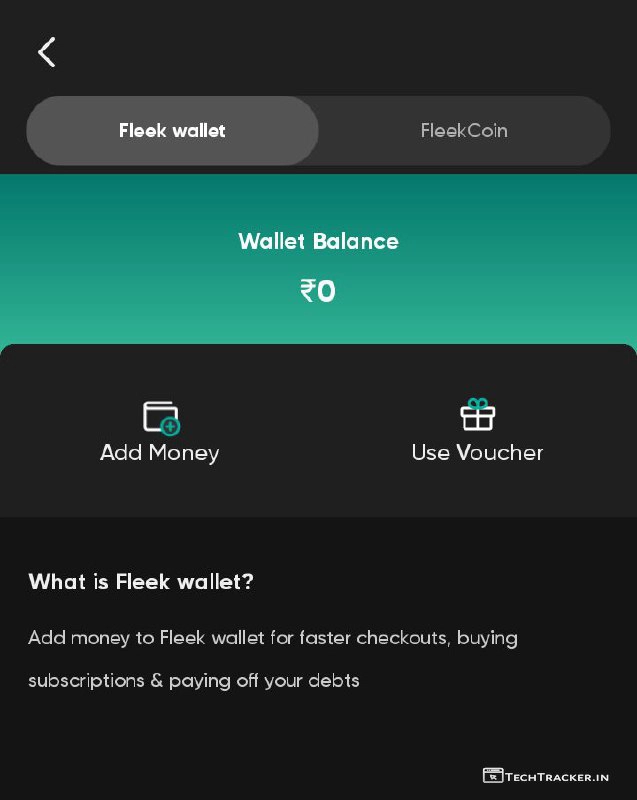 Fleek wallet
FleekCoin
Wallet Balance
₹0
Add Money
Use Voucher
What is Fleek wallet?
Add money to Fleek wallet for faster checkouts, buying
subscriptions & paying off your debts
TECHTRACKER.IN